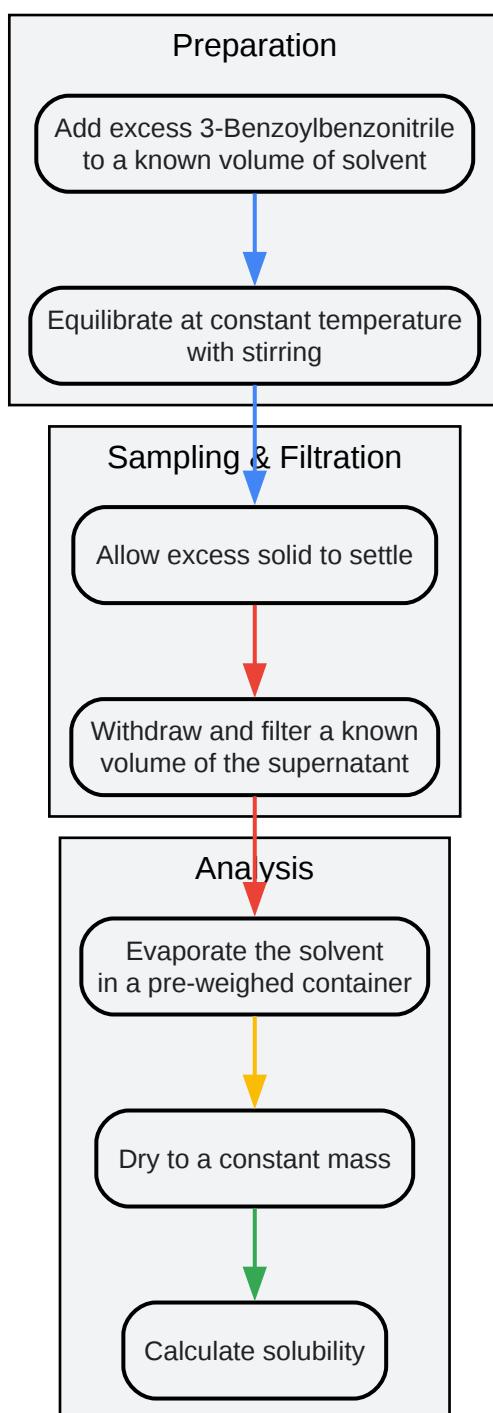 Preparation
Add excess 3-Benzoylbenzonitrile
to a known volume of solvent
Equilibrate at constant temperature
with stirring
Sampling & Filtration
Allow excess solid to settle
Withdraw and filter a known
volume of the supernatant
Analysis
Evaporate the solvent
in a pre-weighed container
Dry to a constant mass
Calculate solubility